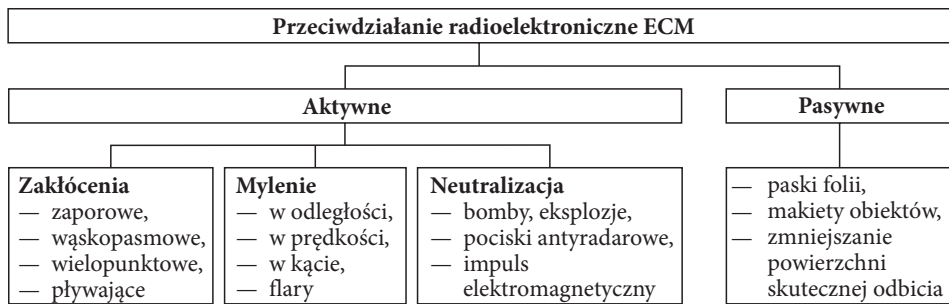 Przeciwdziałanie radioelektroniczne ECM
Aktywne
Pasywne
Zakłócenia
— zaporowe,
— wąskopasmowe,
— wielopunktowe,
— pływające
Mylenie
— w odległości,
— w prędkości,
— w kącie,
— flary
Neutralizacja
— bomby, eksplozje,
— pociski antyradarowe,
— impuls
elektromagnetyczny
— paski folii,
— makiety obiektów,
— zmniejszanie
powierzchni
skutecznej odbicia